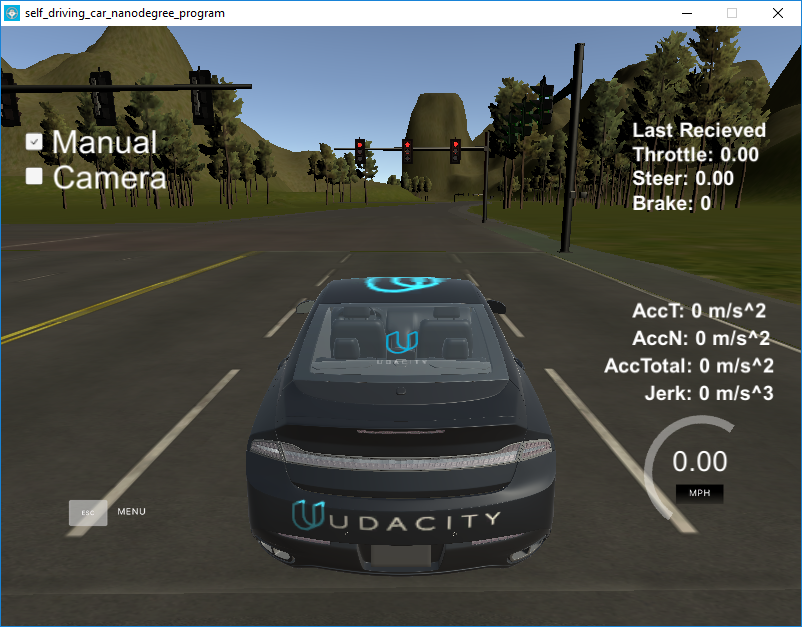 self_driving_car_nanodegree_program
Manual
Camera
Last Recieved
Throttle: 0.00
Steer: 0.00
Brake: 0
AccT: 0 m/s^2
AccN: 0 m/s^2
AccTotal: 0 m/s^2
Jerk: 0 m/s^3
UDACITY
0.00
MPH
ESC
MENU
UDACITY